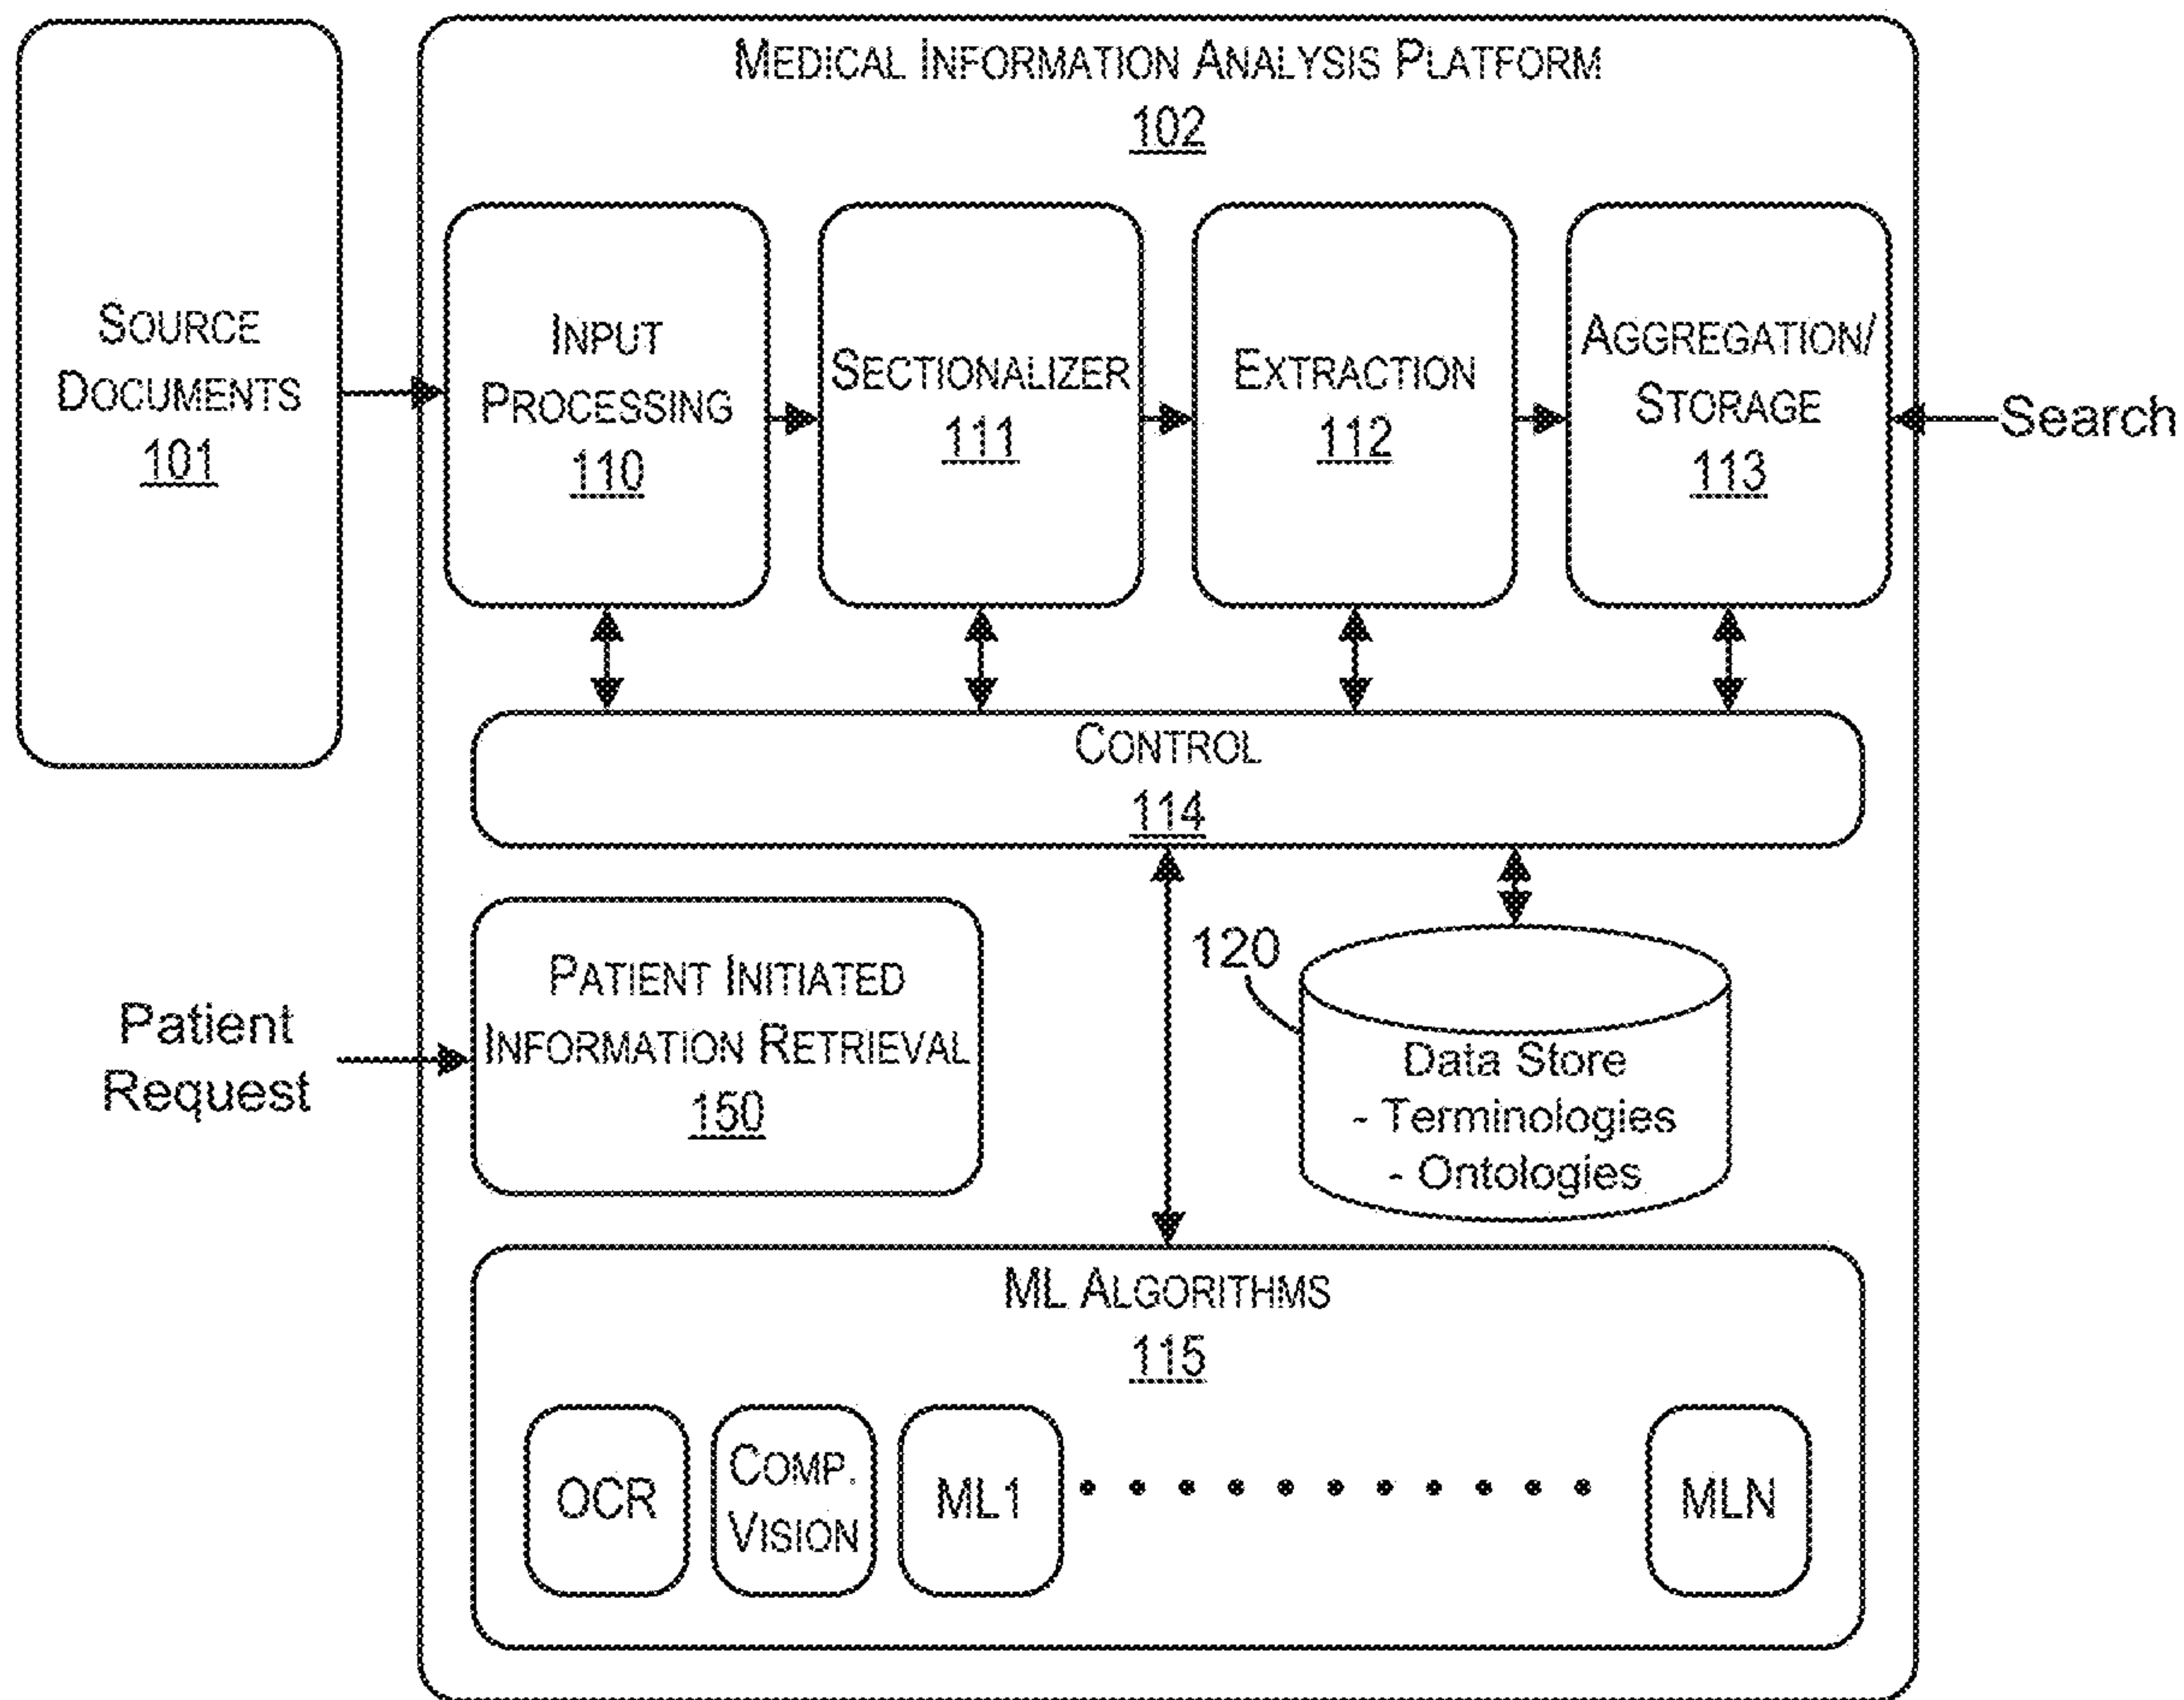 MEDICAL INFORMATION ANALYSIS PLATFORM
102
SOURCE
DOCUMENTS
101
INPUT
PROCESSING
110
SECTIONALIZER
111
EXTRACTION
112
AGGREGATION/
STORAGE
113
Search
CONTROL
114
Patient
Request
PATIENT INITIATED
INFORMATION RETRIEVAL
150
120
Data Store
- Terminologies
- Ontologies
ML ALGORITHMS
115
OCR
COMP.
VISION
ML1
MLN